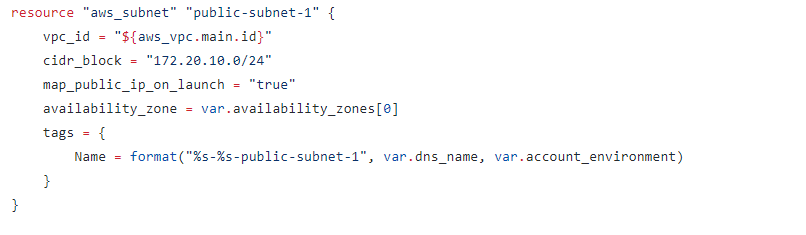 resource "aws_subnet" "public-subnet-1" {
    vpc_id = "${aws_vpc.main.id}"
    cidr_block = "172.20.10.0/24"
    map_public_ip_on_launch = "true"
    availability_zone = var.availability_zones[0]
    tags = {
        Name = format("%s-%s-public-subnet-1", var.dns_name, var.account_environment)
    }
}